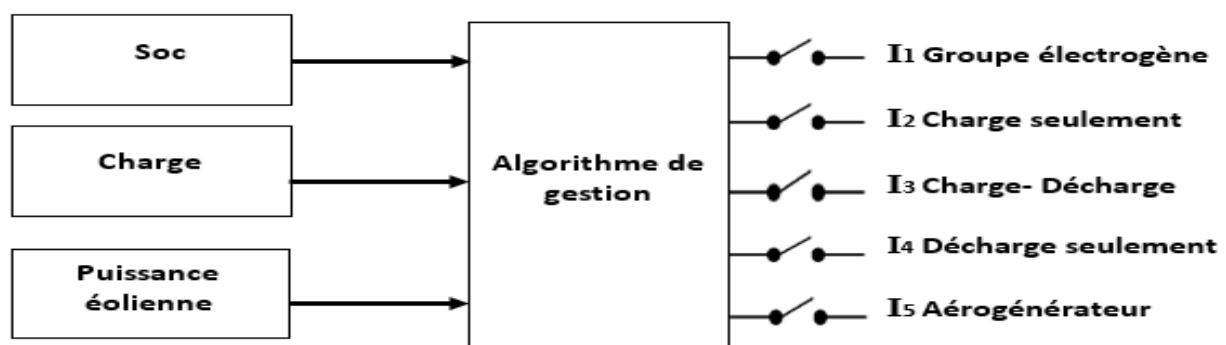 Soc
Charge
Puissance
éolienne
Algorithme de
gestion
I1 Groupe électrogène
I2 Charge seulement
I3 Charge- Décharge
I4 Décharge seulement
I5 Aérogénérateur